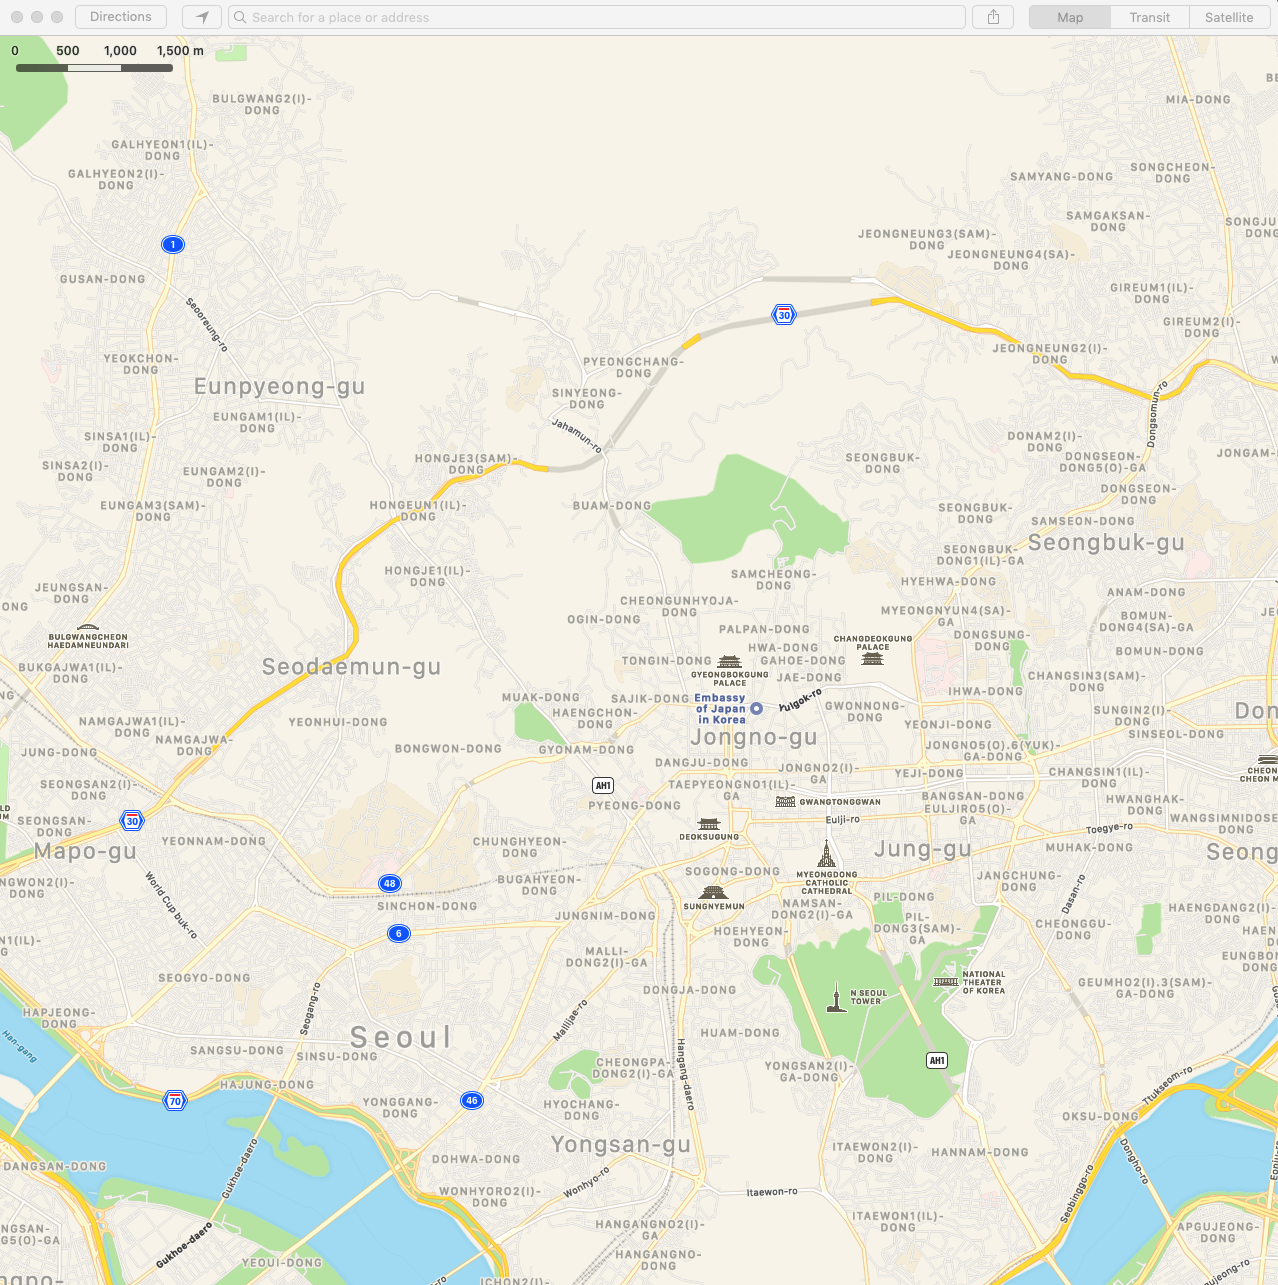 Directions
Search for a place or address
Map
Transit
Satellite
0
500
1,000
1,500 m
BULGWANG2(I)-
DONG
MIA-DONG
GALHYEON1(IL)-
DONG
GALHYEON2(I)-
DONG
SONGCHEON-
DONG
SAMYANG-DONG
SAMGAKSAN-
DONG
JEONGNEUNG3(SAM)-
DONG
JEONGNEUNG4(SA)-
DONG
1
GUSAN-DONG
Seooreung-ro
GIREUM1(IL)-
DONG
30
GIREUM2(I)-
DONG
JEONGNEUNG2(I)-
DONG
YEOKCHON-
DONG
PYEONGCHANG-
DONG
Eunpyeong-gu
SINYEONG-
DONG
Dongsomun-ro
EUNGAM1(IL)-
DONG
Jahamun-ro
SINSA1(IL)-
DONG
DONAM2(I)-
DONG
HONGJE3(SAM)-
DONG
SEONGBUK-
DONG
DONGSEON-
DONG5(O)-GA
SINSA2(I)-
DONG
EUNGAM2(I)-
DONG
DONGSEON-
DONG
EUNGAM3(SAM)-
DONG
HONGEUN1(IL)-
DONG
BUAM-DONG
SEONGBUK-
DONG
SAMSEON-DONG
Seongbuk-gu
SEONGBUK-
DONG1(IL)-GA
HONGJE1(IL)-
DONG
SAMCHEONG-
DONG
HYEHWA-DONG
JEUNGSAN-
DONG
CHEONGUNHYOJA-
DONG
ANAM-DONG
OGIN-DONG
MYEONGNYUN4(SA)-
GA
BOMUN-
DONG4(SA)-GA
BULGWANGCHEON
HAEDAMNEUNDARI
PALPAN-DONG
CHANGDEOKGUNG
PALACE
DONGSUNG-
DONG
HWA-DONG
BOMUN-DONG
BUKGAJWA1(IL)-
DONG
Seodaemun-gu
TONGIN-DONG
GAHOE-DONG
GYEONGBOKGUNG
PALACE
JAE-DONG
CHANGSIN3(SAM)-
DONG
IHWA-DONG
MUAK-DONG
SAJIK-DONG
Embassy
of Japan
in Korea
Yulgok-ro
GWONNONG-
DONG
HAENGCHON-
DONG
NAMGAJWA1(IL)-
DONG
YEONHUI-DONG
YEONJI-DONG
SUNGIN2(I)-
DONG
SINSEOL-DONG
NAMGAJWA-
DONG
Jongno-gu
JUNG-DONG
BONGWON-DONG
GYONAM-DONG
JONGNO5(O).6(YUK)-
GA-DONG
DANGJU-DONG
JONGNO2(I)-
GA
YEJI-DONG
CHANGSIN1(IL)-
DONG
SEONGSAN2(I)-
DONG
AH1
TAEPYEONGNO1(IL)-
GA
BANGSAN-DONG
PYEONG-DONG
GWANGTONGGWAN
EULJIRO5(O)-
GA
HWANGHAK-
DONG
SEONGSAN-
DONG
30
Eulji-ro
Toegye-ro
DEOKSUGUNG
YEONNAM-DONG
CHUNGHYEON-
DONG
Mapo-gu
Jung-gu
MUHAK-DONG
SOGONG-DONG
MYEONGDONG
CATHOLIC
CATHEDRAL
JANGCHUNG-
DONG
World Cup buk-ro
48
BUGAHYEON-
DONG
Dasan-ro
SUNGNYEMUN
PIL-DONG
SINCHON-DONG
NAMSAN-
DONG2(I)-GA
JUNGNIM-DONG
PIL-
DONG3(SAM)-
GA
CHEONGGU-
DONG
HAENGDANG2(I)-
DONG
6
HOEHYEON-
DONG
MALLI-
DONG2(I)-GA
SEOGYO-DONG
NATIONAL
THEATER
OF KOREA
GEUMHO2(I).3(SAM)-
GA-DONG
DONGJA-DONG
N SEOUL
TOWER
Seogang-ro
HAPJEONG-
DONG
Mallijae-ro
Han-gang
Seoul
HUAM-DONG
SANGSU-DONG
SINSU-DONG
Hangang-daero
AH1
CHEONGPA-
DONG2(I)-GA
YONGSAN2(I)-
GA-DONG
Ttukseom-ro
HAJUNG-DONG
70
YONGGANG-
DONG
46
HYOCHANG-
DONG
OKSU-DONG
Yongsan-gu
ITAEWON2(I)-
DONG
HANNAM-DONG
Gukhoe-daero
DOHWA-DONG
Dongho-ro
DANGSAN-DONG
WONHYORO2(I)-
DONG
Wonhyo-ro
Itaewon-ro
Seobinggo-ro
ITAEWON1(IL)-
DONG
HANGANGNO2(I)-
GA
Gukhoe-daero
YEOUI-DONG
HANGANGNO-
DONG